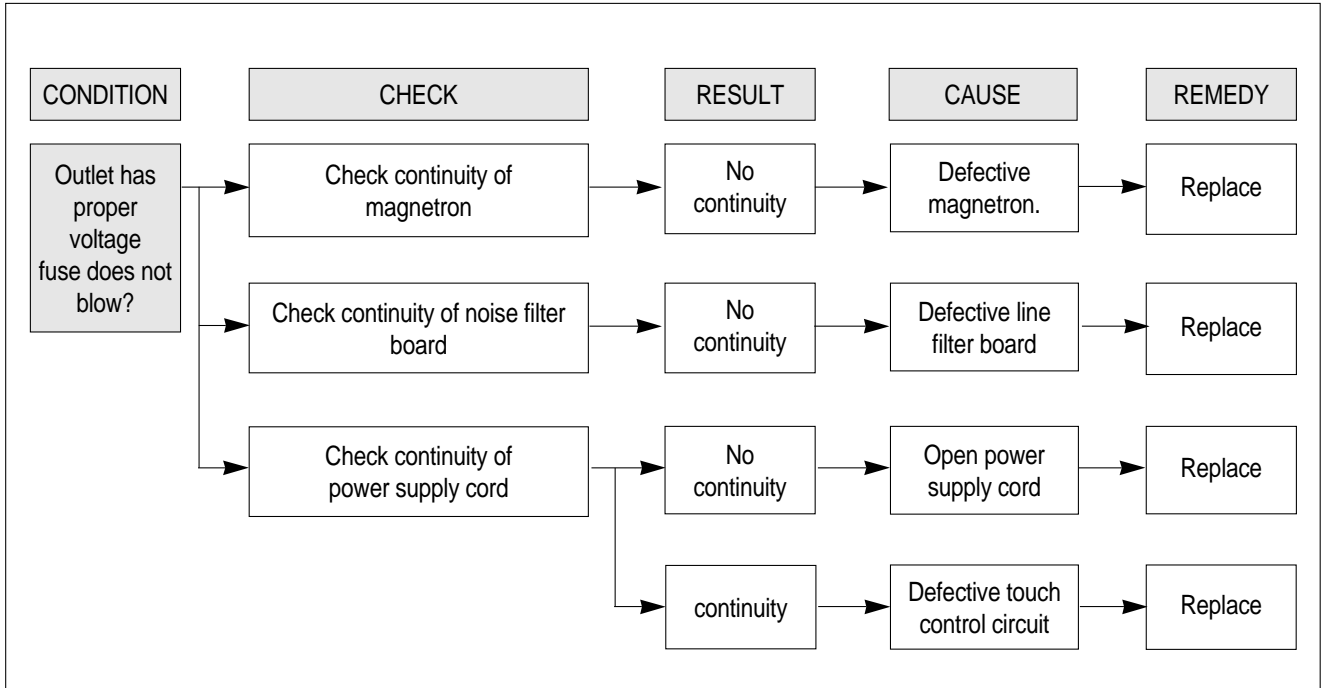 CONDITION
CHECK
RESULT
CAUSE
REMEDY
Outlet has
proper
voltage
fuse does not
blow?
Check continuity of
magnetron
No
continuity
Defective
magnetron.
Replace
Check continuity of noise filter
board
No
continuity
Defective line
filter board
Replace
Check continuity of
power supply cord
No
continuity
Open power
supply cord
Replace
continuity
Defective touch
control circuit
Replace